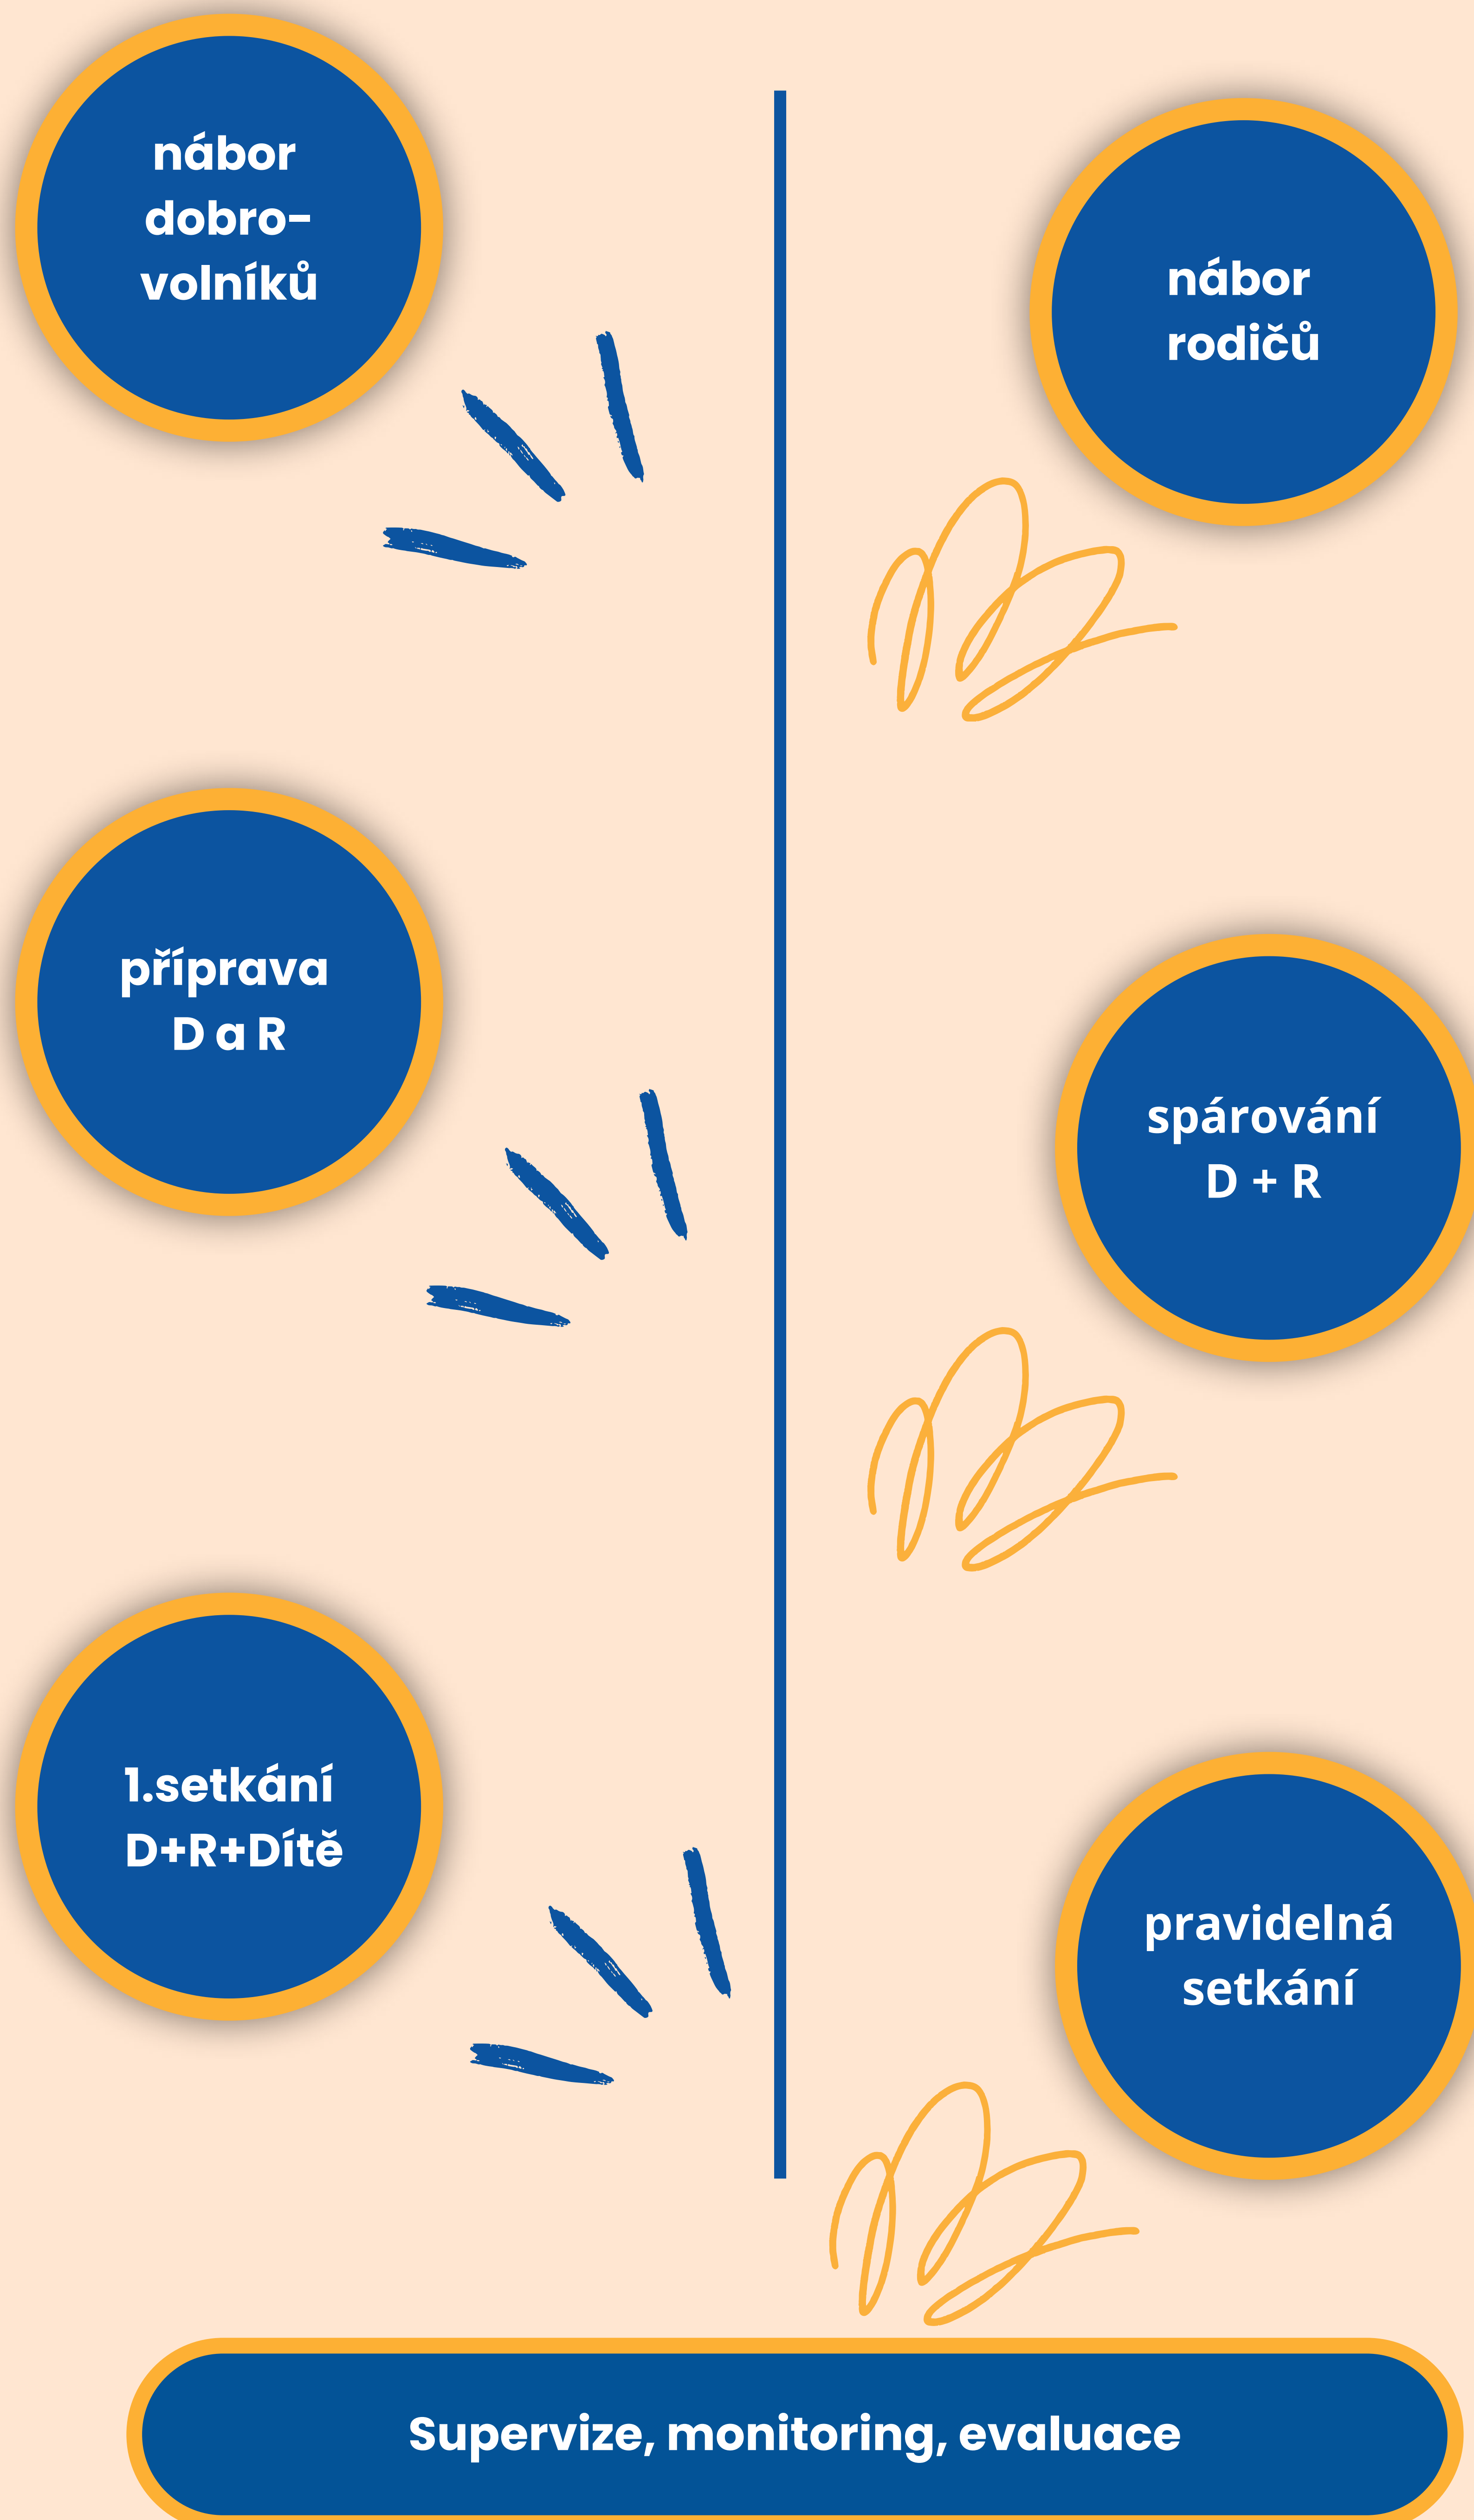 nábor
dobro-
volníků
nábor
rodičů
příprava
D a R
spárování
D + R
1.setkání
D+R+Dítě
pravidelná
setkání
Supervize, monitoring, evaluace